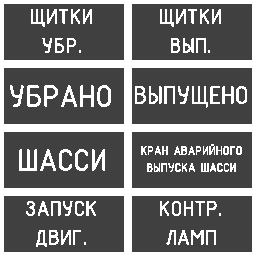 ЩИТКИ
УБР.
ЩИТКИ
ВЫП.
УБРАНО
ВЫПУЩЕНО
ШАССИ
КРАН АВАРИЙНОГО
ВЫПУСКА ШАССИ
ЗАПУСК
ДВИГ.
КОНТР.
ЛАМП